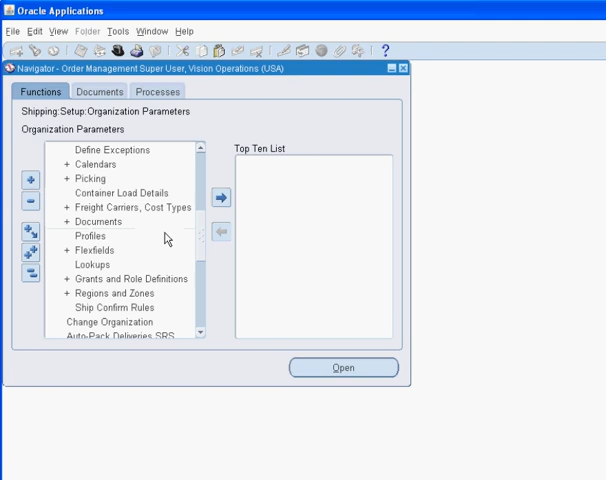 Oracle Applications
File Edit View Folder Tools Window Help
?
Navigator - Order Management Super User, Vision Operations (USA)
Functions Documents Processes
Shipping:Setup:Organization Parameters
Organization Parameters
Top Ten List
Define Exceptions
+ Calendars
+ Picking
Container Load Details
+ Freight Carriers, Cost Types
+ Documents
Profiles
+ Flexfields
Lookups
+ Grants and Role Definitions
+ Regions and Zones
Ship Confirm Rules
Change Organization
Auto-Pack Deliveries SRS
Open